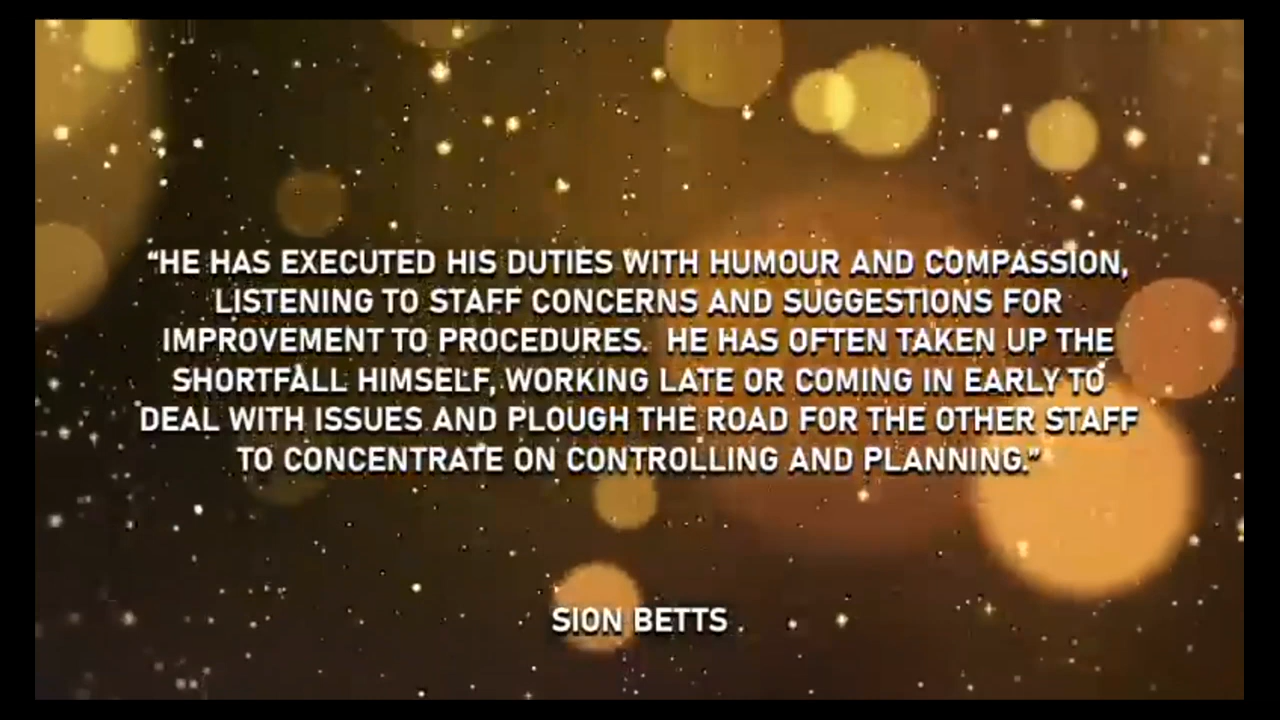 “HE HAS EXECUTED HIS DUTIES WITH HUMOUR AND COMPASSION,
LISTENING TO STAFF CONCERNS AND SUGGESTIONS FOR
IMPROVEMENT TO PROCEDURES.  HE HAS OFTEN TAKEN UP THE
SHORTFALL HIMSELF, WORKING LATE OR COMING IN EARLY TO
DEAL WITH ISSUES AND PLOUGH THE ROAD FOR THE OTHER STAFF
TO CONCENTRATE ON CONTROLLING AND PLANNING.”
SION BETTS